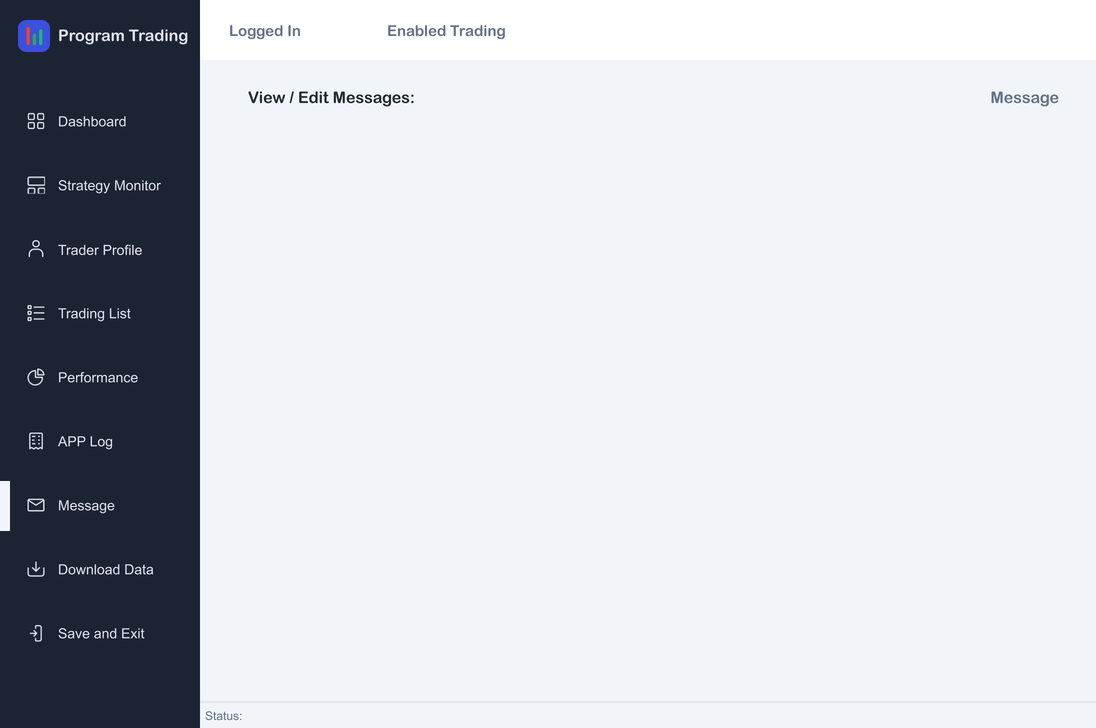 Program Trading
Dashboard
Strategy Monitor
Trader Profile
Trading List
Performance
APP Log
Message
Download Data
Save and Exit
Logged In
Enabled Trading
View / Edit Messages:
Message
Status: